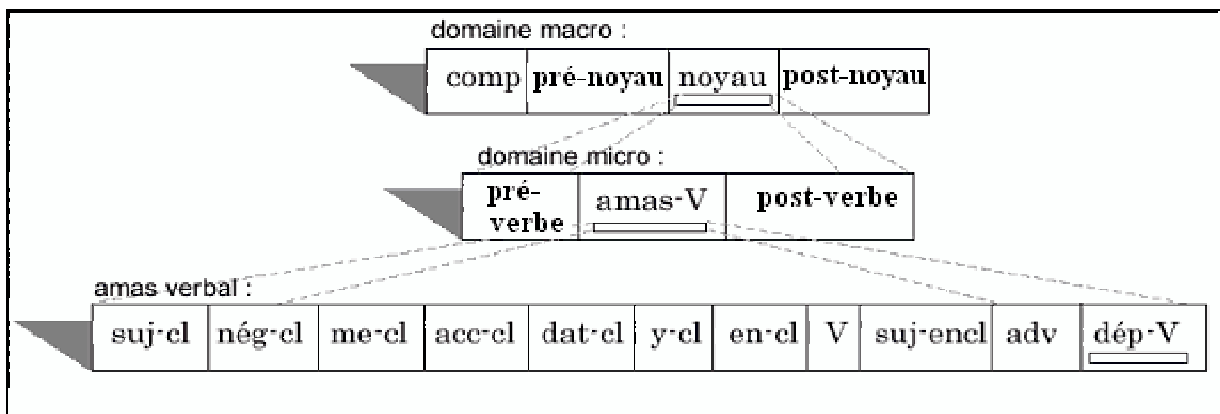 domaine macro :
comp pré-noyau noyau post-noyau
domaine micro :
pré-verbe amas-V post-verbe
amas verbal :
suj-cl nég-cl me-cl acc-cl dat-cl y-cl en-cl V suj-encl adv dép-V